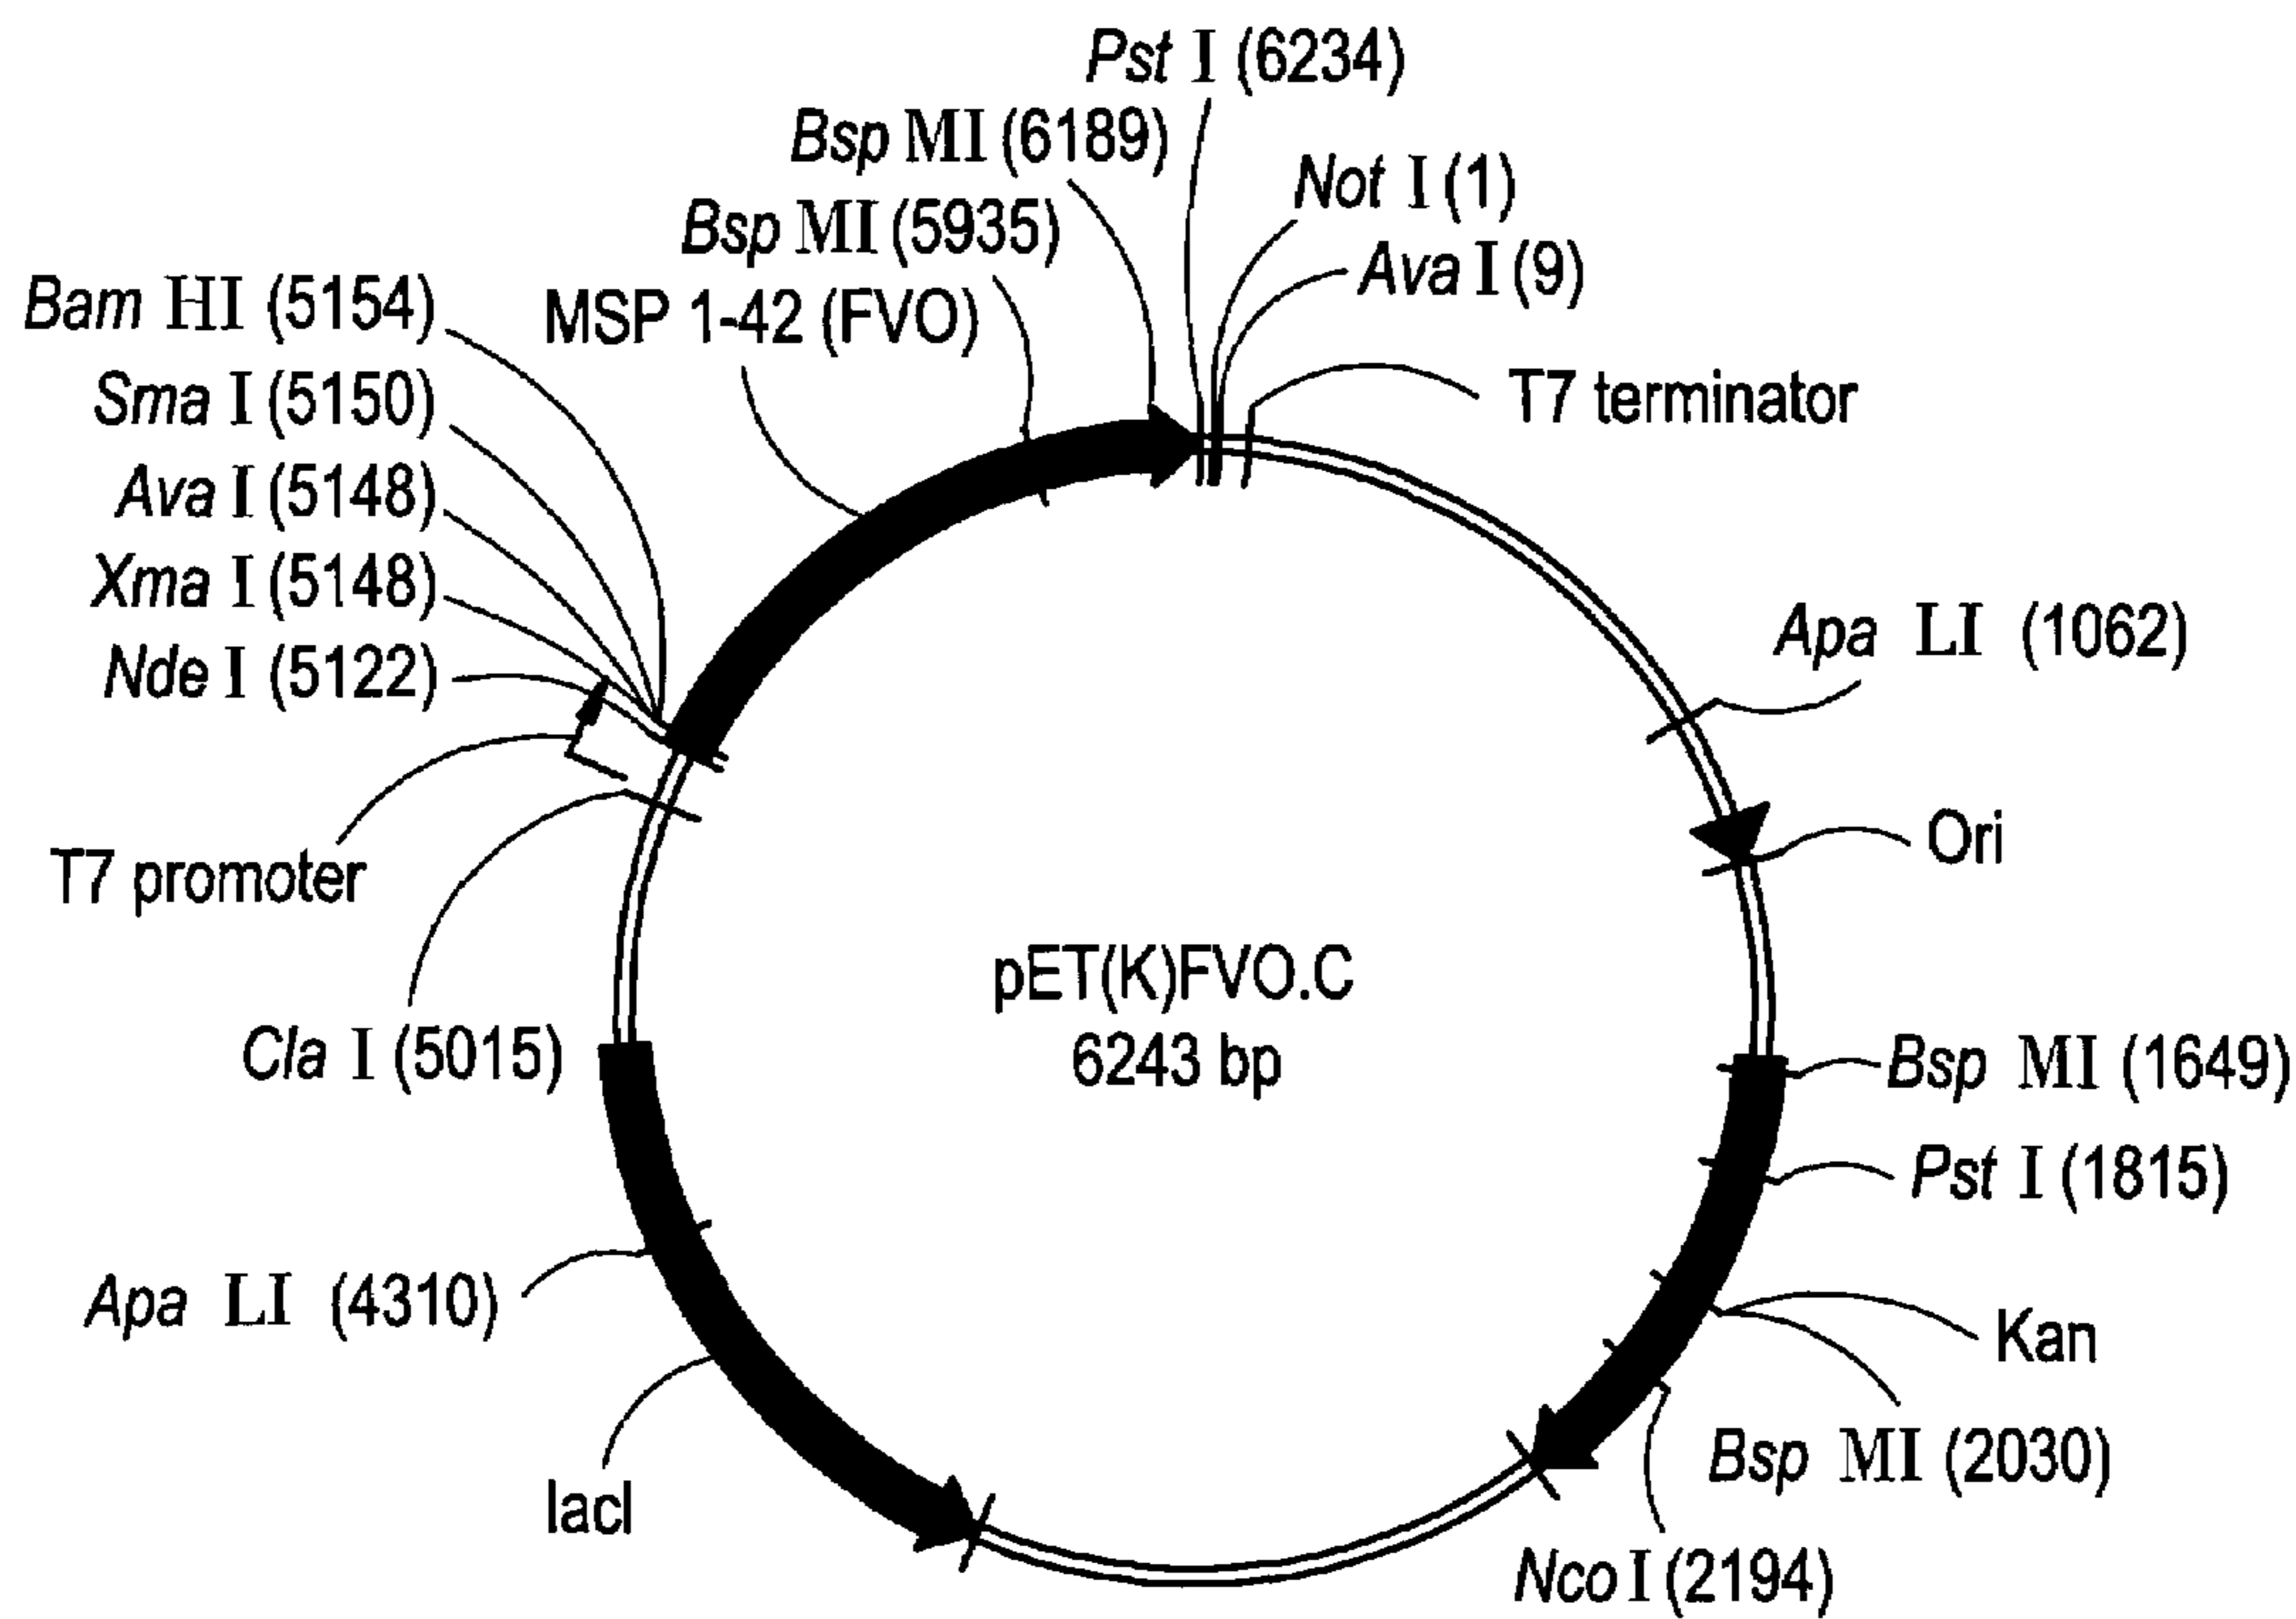 Pst I (6234)
Bsp MI (6189)
Not I (1)
Bsp MI (5935)
Ava I (9)
Bam HI (5154)
MSP 1-42 (FVO)
Sma I (5150)
T7 terminator
Ava I (5148)
Xma I (5148)
Apa LI (1062)
Nde I (5122)
Ori
T7 promoter
pET(K)FVO.C
6243 bp
Cla I (5015)
Bsp MI (1649)
Pst I (1815)
Apa LI (4310)
Kan
Bsp MI (2030)
lacI
Nco I (2194)